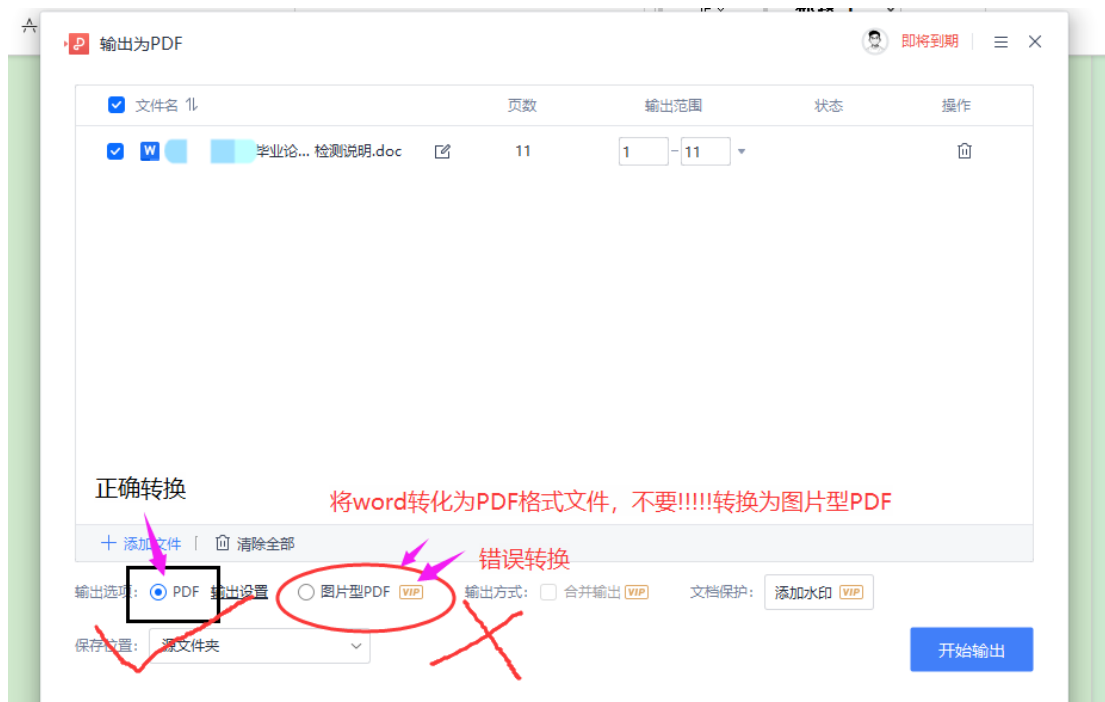 输出为PDF
即将到期
文件名
页数
输出范围
状态
操作
W
毕业论... 检测说明.doc
11
1 - 11
正确转换
将word转化为PDF格式文件，不要!!!!!转换为图片型PDF
添加文件
清除全部
错误转换
输出选项: PDF 输出设置 图片型PDF VIP 输出方式: 合并输出 VIP 文档保护: 添加水印 VIP
保存位置: 源文件夹
开始输出